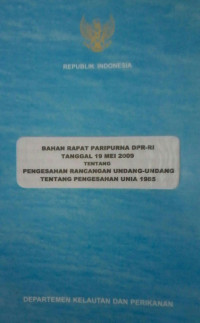 REPUBLIK INDONESIA
BAHAN RAPAT PARIPURNA DPR-RI
TANGGAL 19 MEI 2009
TENTANG
PENGESAHAN RANCANGAN UNDANG-UNDANG
TENTANG PENGESAHAN UNIA 1995
DEPARTEMEN KELAUTAN DAN PERIKANAN